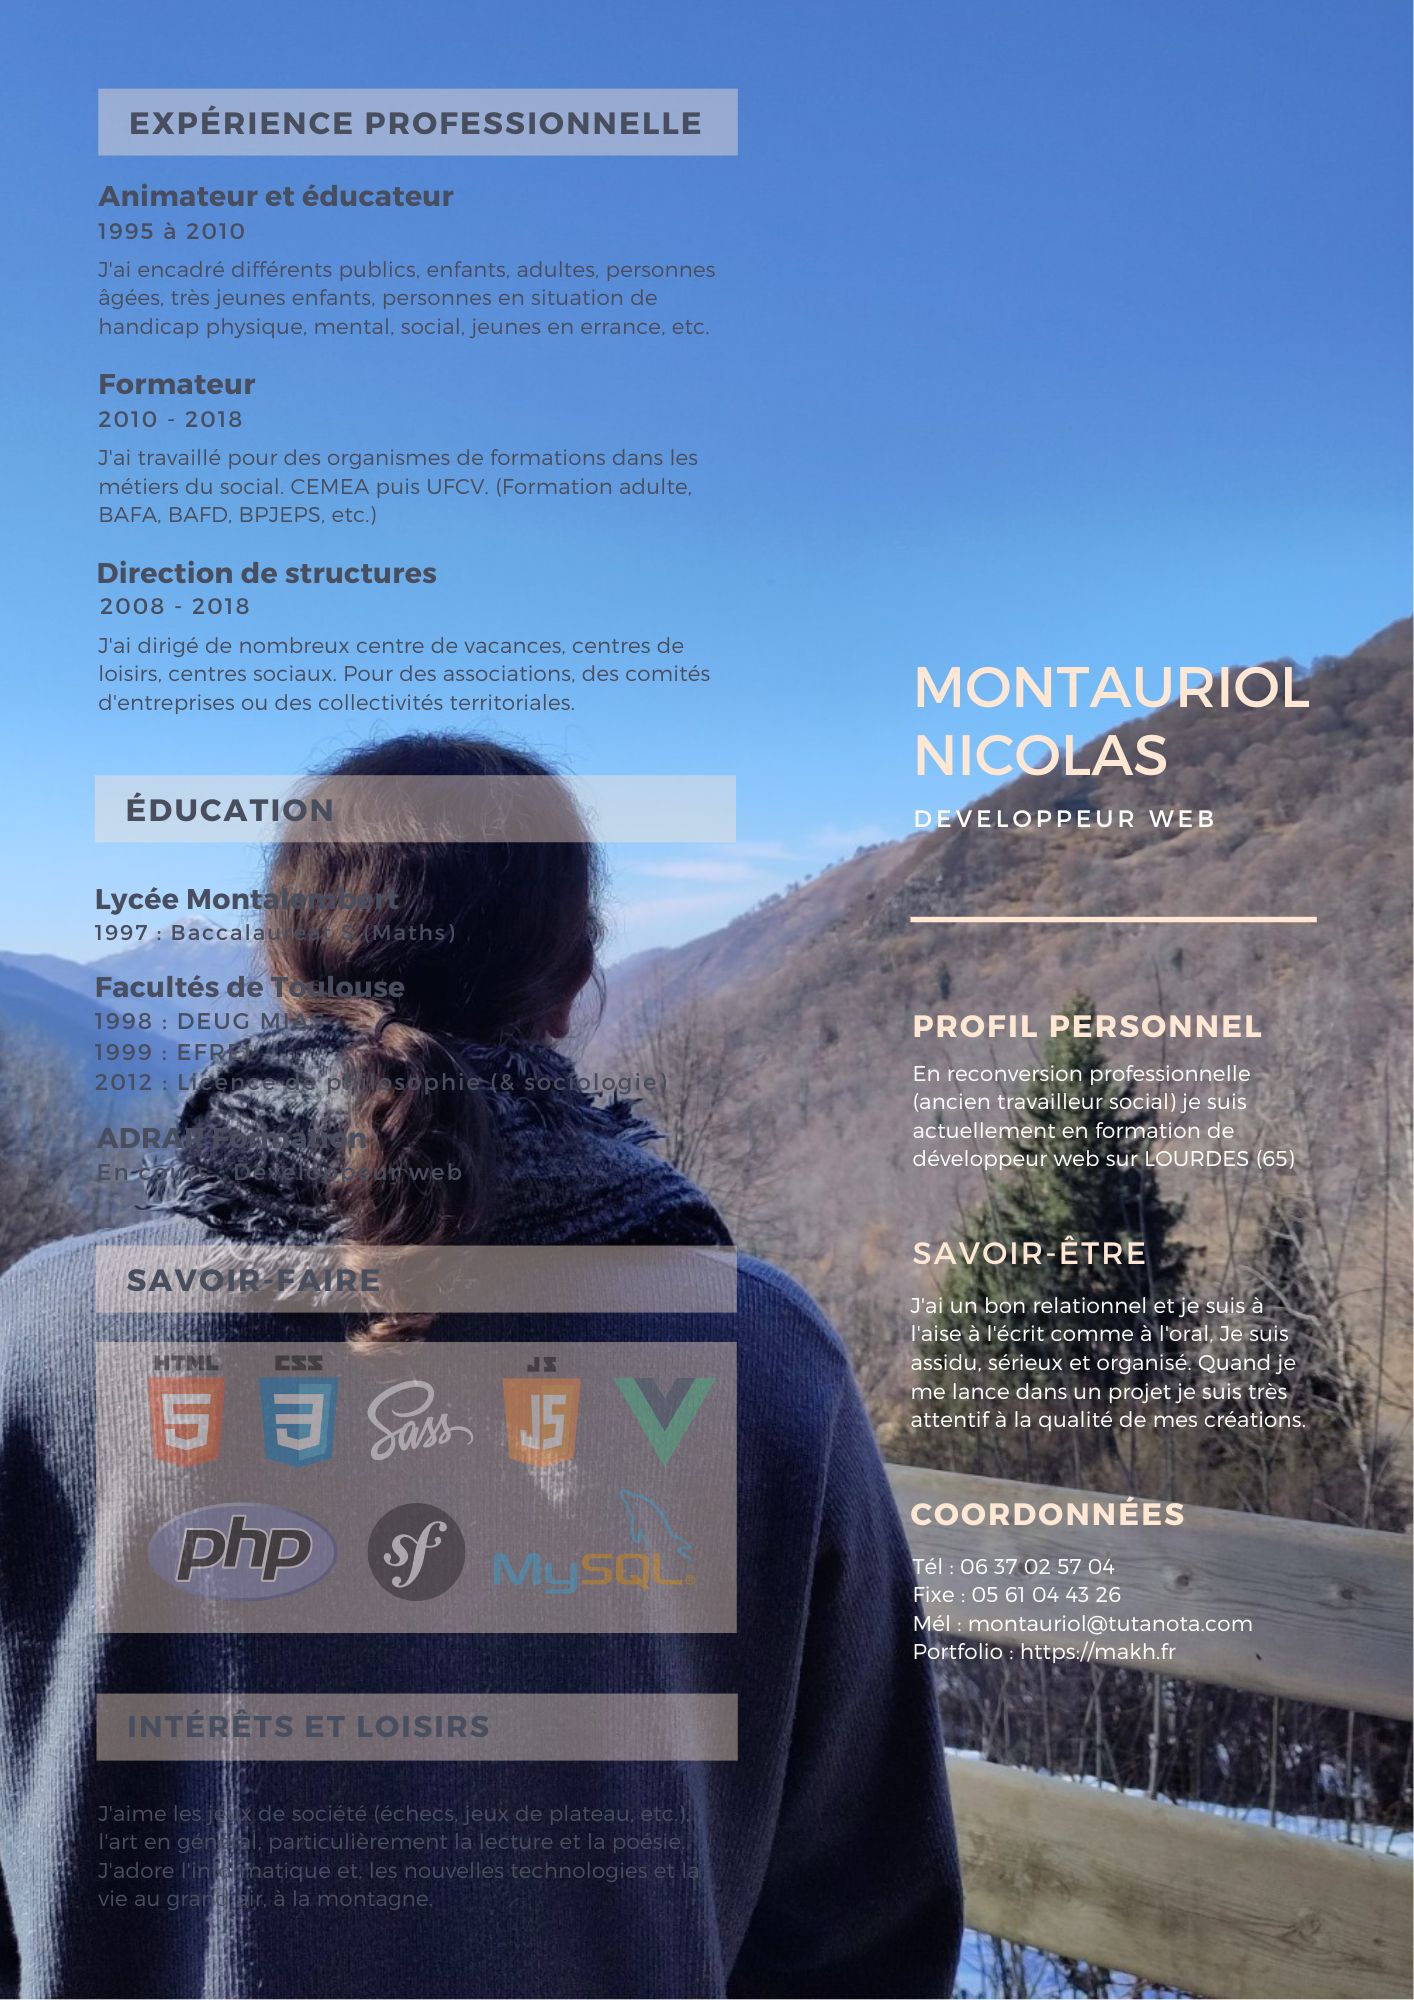 EXPÉRIENCE PROFESSIONNELLE
Animateur et éducateur
1995 à 2010
J'ai encadré différents publics, enfants, adultes, personnes
âgées, très jeunes enfants, personnes en situation de
handicap physique, mental, social, jeunes en errance, etc.
Formateur
2010 - 2018
J'ai travaillé pour des organismes de formations dans les
métiers du social. CEMEA puis UFCV. (Formation adulte,
BAFA, BAFD, BPJEPS, etc.)
Direction de structures
2008 - 2018
J'ai dirigé de nombreux centre de vacances, centres de
loisirs, centres sociaux. Pour des associations, des comités
d'entreprises ou des collectivités territoriales.
ÉDUCATION
Lycée Montalembert
1997 : Baccalauréat S (Maths)
Facultés de Toulouse
1998 : DEUG MIAS
1999 : EFREI
2012 : Licence de philosophie (& sociologie)
ADRAR Formation
En cours : Développeur web
SAVOIR-FAIRE
HTML CSS JS
5 3 Sass JS
php sf MySQL®
INTÉRÊTS ET LOISIRS
J'aime les jeux de société (échecs, jeux de plateau, etc.),
l'art en général, particulièrement la lecture et la poésie.
J'adore l'informatique et, les nouvelles technologies et la
vie au grand air, à la montagne.
MONTAURIOL
NICOLAS
DEVELOPPEUR WEB
PROFIL PERSONNEL
En reconversion professionnelle
(ancien travailleur social) je suis
actuellement en formation de
développeur web sur LOURDES (65)
SAVOIR-ÊTRE
J'ai un bon relationnel et je suis à
l'aise à l'écrit comme à l'oral, Je suis
assidu, sérieux et organisé. Quand je
me lance dans un projet je suis très
attentif à la qualité de mes créations.
COORDONNÉES
Tél : 06 37 02 57 04
Fixe : 05 61 04 43 26
Mél : montauriol@tutanota.com
Portfolio : https://makh.fr